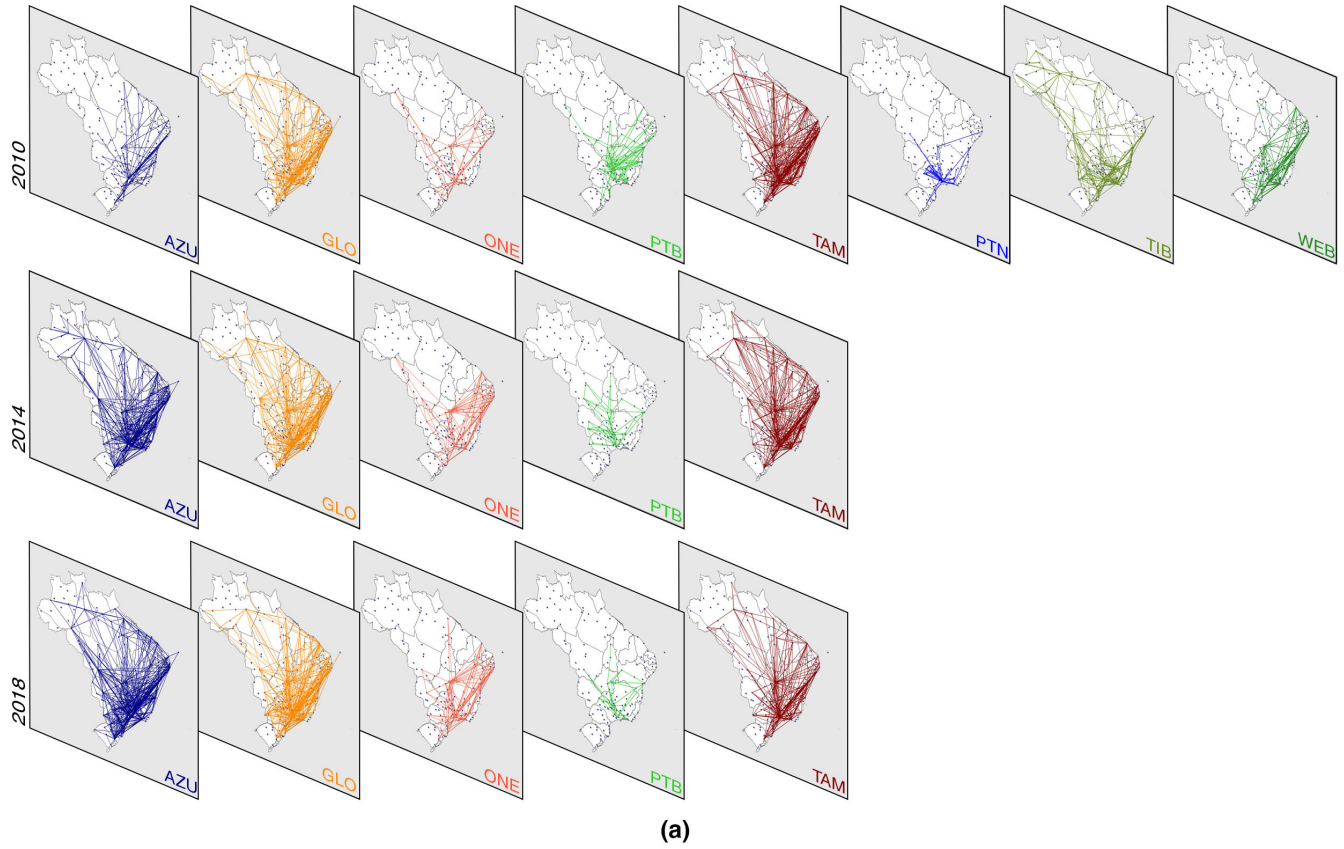 2010
AZU
GLO
ONE
PTB
TAM
PTN
TIB
WEB
2014
AZU
GLO
ONE
PTB
TAM
2018
AZU
GLO
ONE
PTB
TAM
(a)